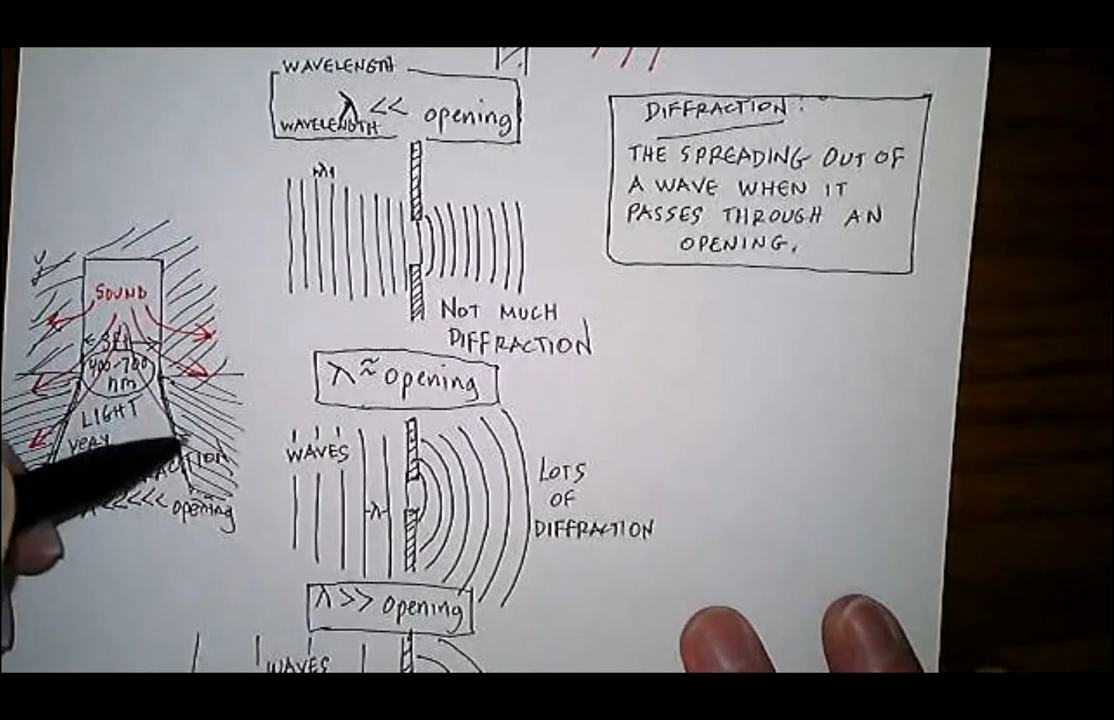 WAVELENGTH
λ << opening
WAVELENGTH
DIFFRACTION:
THE SPREADING OUT OF
A WAVE WHEN IT
PASSES THROUGH AN
OPENING.
λ
NOT MUCH
DIFFRACTION
SOUND
400-700
nm
LIGHT
VERY
<<<<< opening
λ ≈ opening
WAVES
λ
LOTS
OF
DIFFRACTION
λ >> opening
WAVES